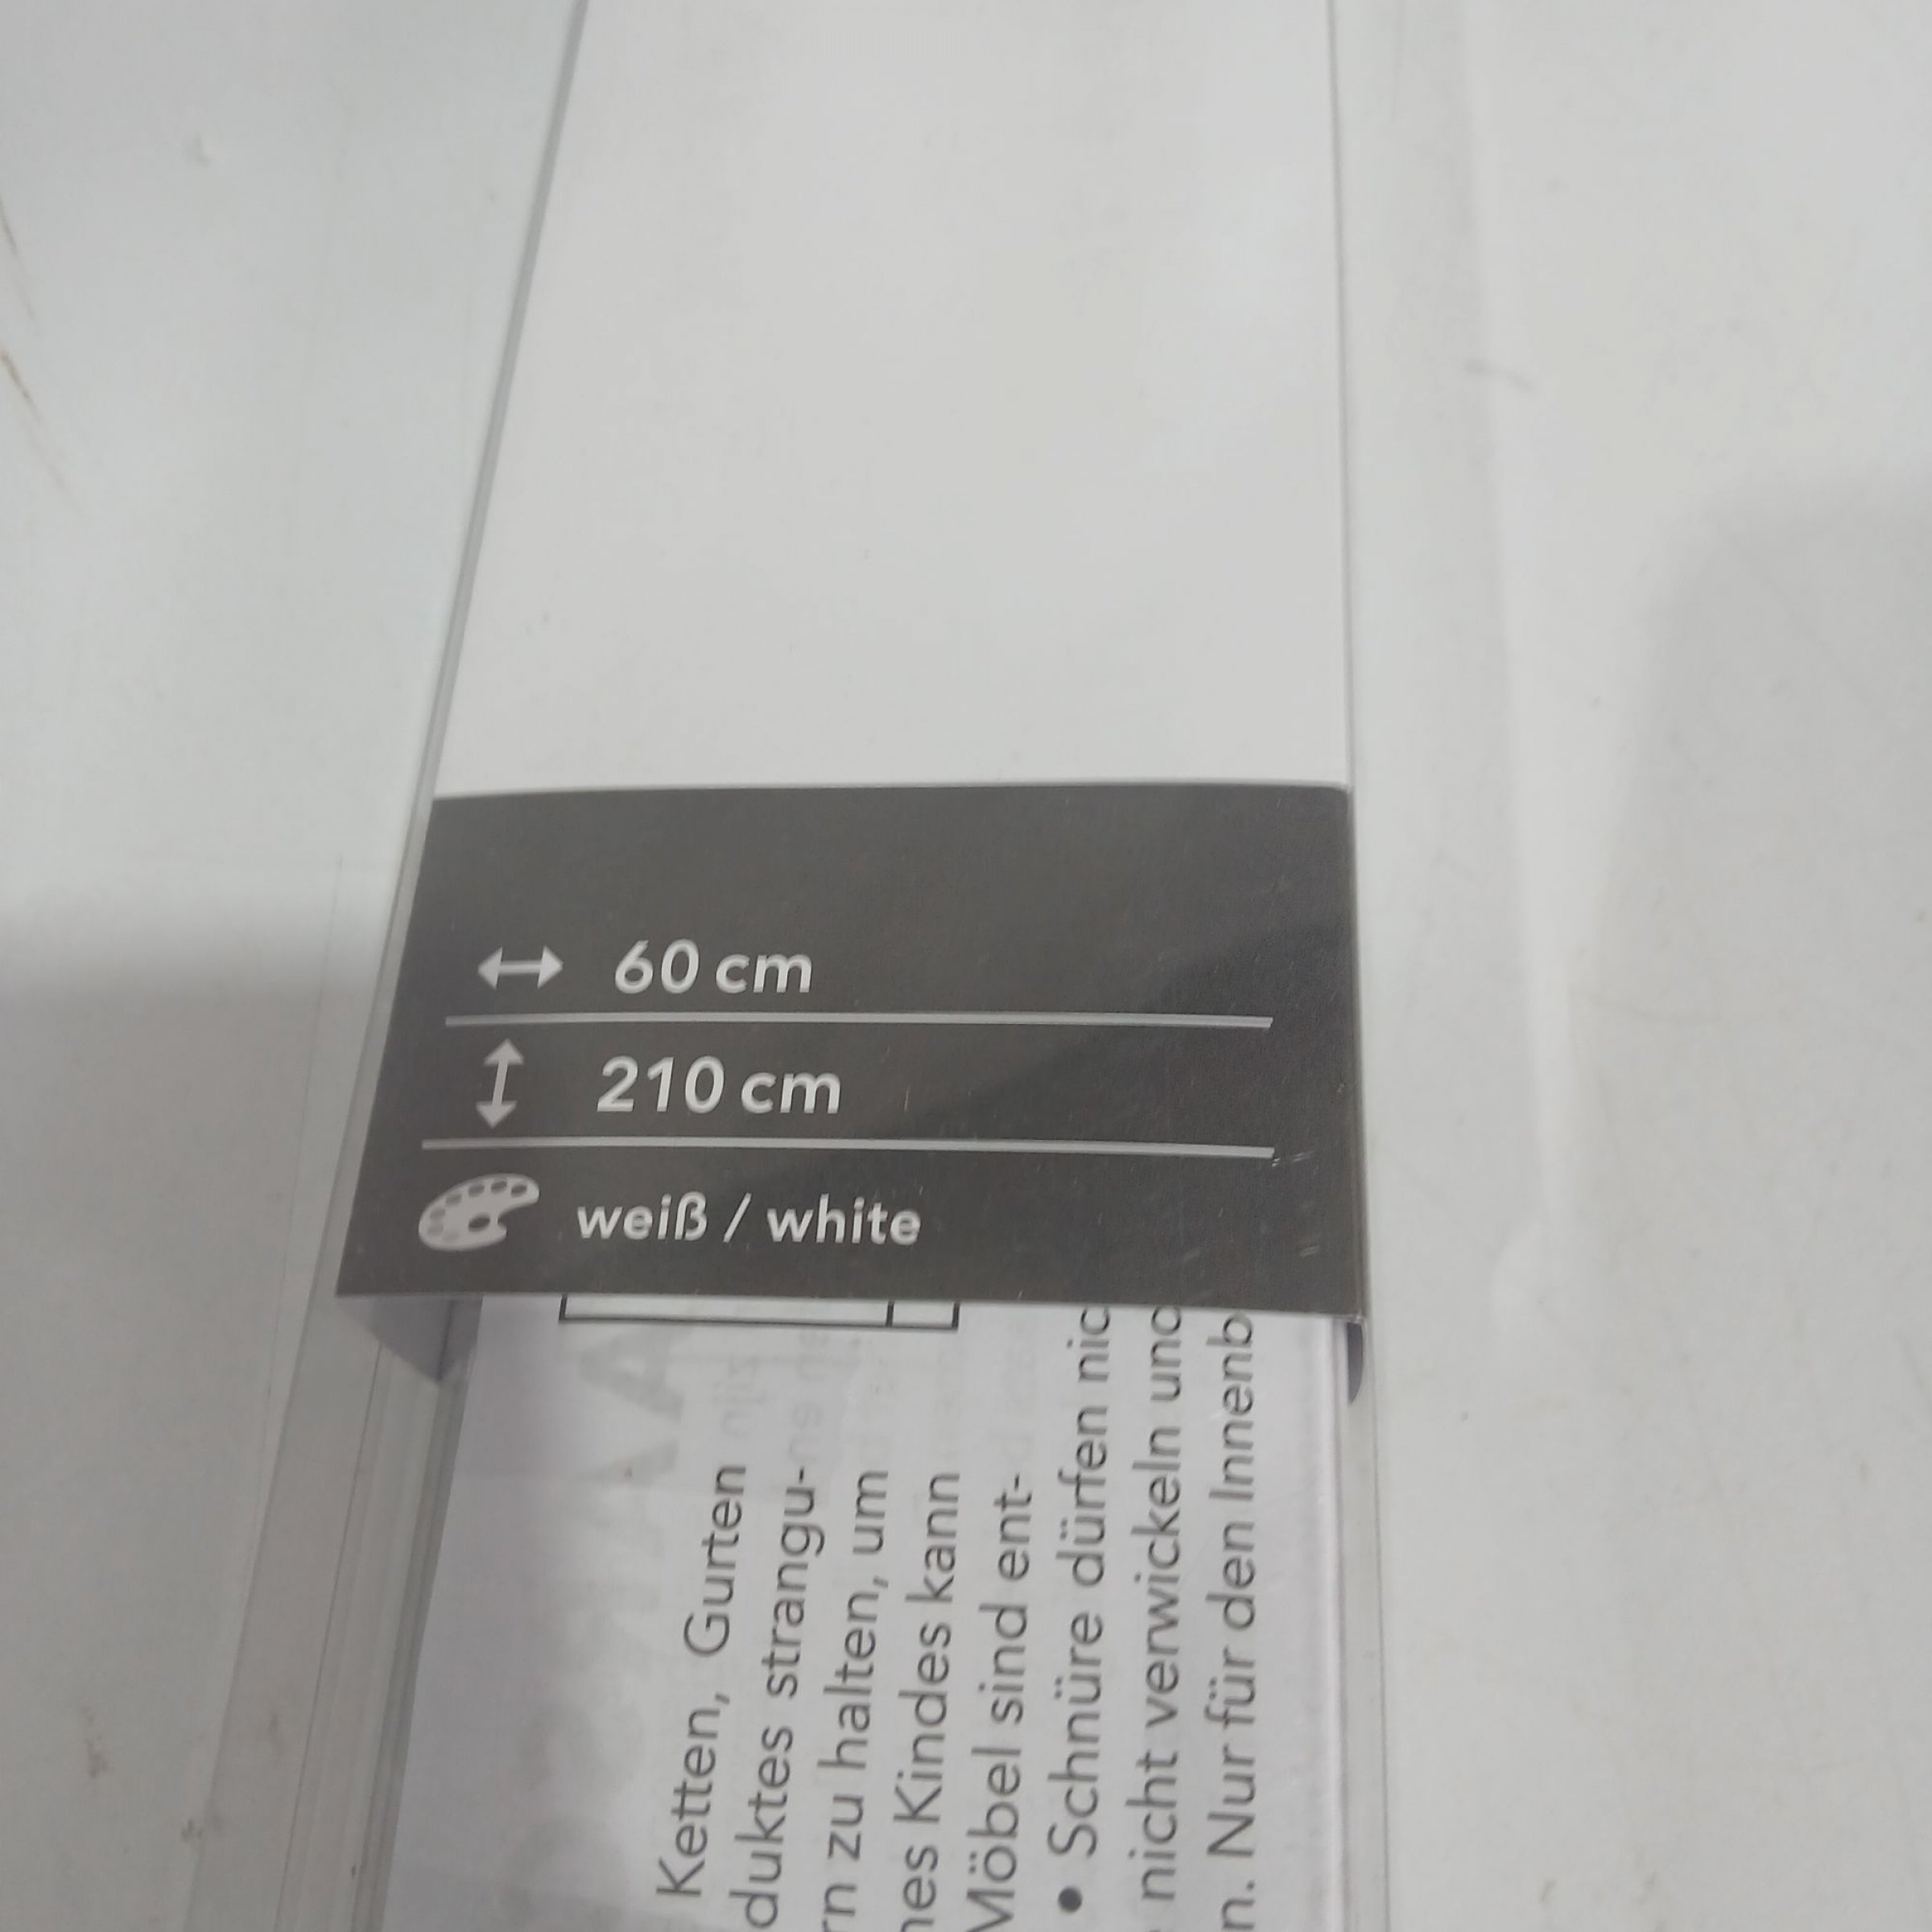 60 cm
210 cm
weiß / white
Ketten, Gurten
duktes strangu-
rn zu halten, um
nes Kindes kann
Möbel sind ent-
• Schnüre dürfen nic
nicht verwickeln und
n. Nur für den Innenb